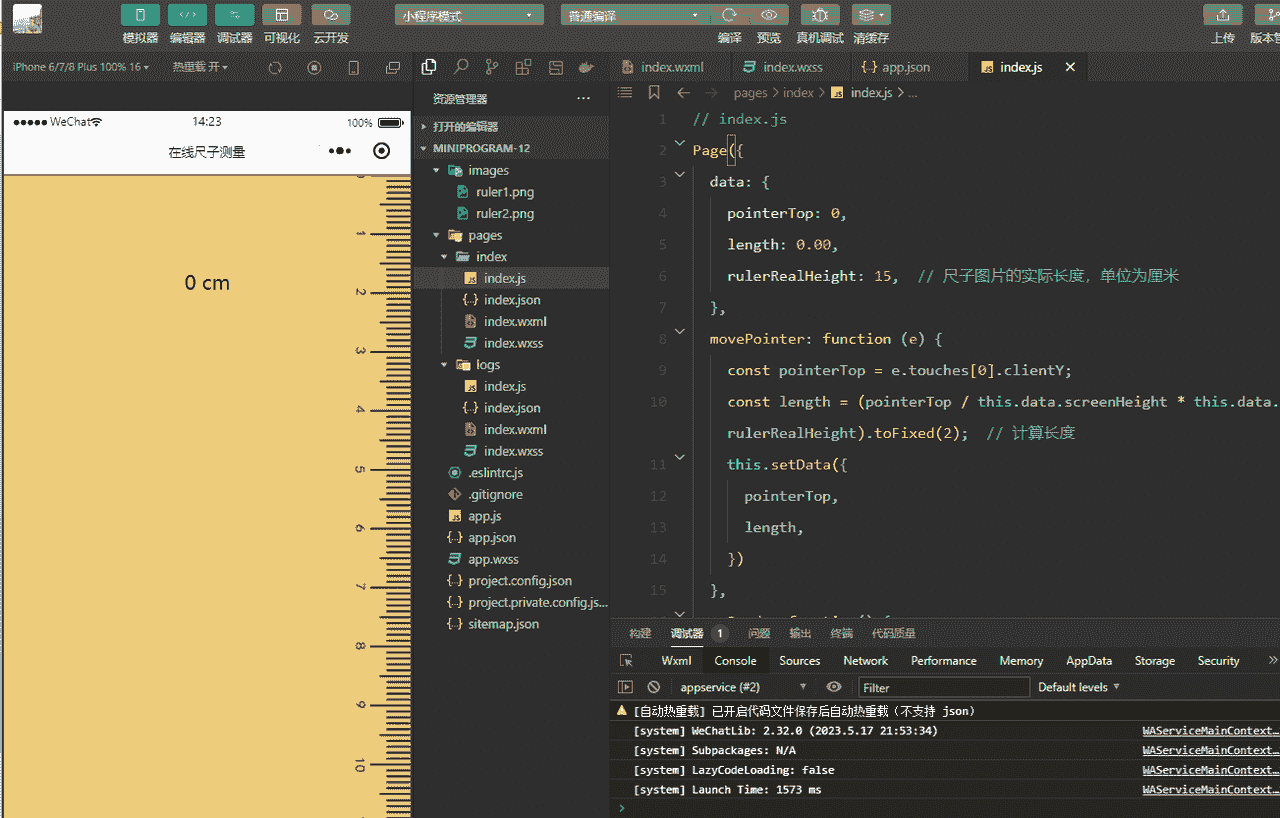 模拟器 编辑器 调试器 可视化 云开发
小程序模式
普通编译
编译 预览 真机调试 清缓存
上传
iPhone 6/7/8 Plus 100% 16
热重载 开
WeChat
14:23
100%
在线尺子测量
0 cm
1
2
3
4
5
6
7
8
9
10
资源管理器
打开的编辑器
MINIPROGRAM-12
images
ruler1.png
ruler2.png
pages
index
index.js
index.json
index.wxml
index.wxss
logs
index.js
index.json
index.wxml
index.wxss
.eslintrc.js
.gitignore
app.js
app.json
app.wxss
project.config.json
project.private.config.js...
sitemap.json
index.wxml
index.wxss
app.json
index.js
pages > index > index.js > ...
1 // index.js
2 Page({
3 data: {
4 pointerTop: 0,
5 length: 0.00,
6 rulerRealHeight: 15, // 尺子图片的实际长度，单位为厘米
7 },
8 movePointer: function (e) {
9 const pointerTop = e.touches[0].clientY;
10 const length = (pointerTop / this.data.screenHeight * this.data.
rulerRealHeight).toFixed(2); // 计算长度
11 this.setData({
12 pointerTop,
13 length,
14 })
15 },
构建 调试器 1 问题 输出 终端 代码质量
Wxml Console Sources Network Performance Memory AppData Storage Security
appservice (#2)
Filter
Default levels
[自动热重载] 已开启代码文件保存后自动热重载（不支持 json）
[system] WeChatLib: 2.32.0 (2023.5.17 21:53:34) WAServiceMainContext…
[system] Subpackages: N/A WAServiceMainContext…
[system] LazyCodeLoading: false WAServiceMainContext…
[system] Launch Time: 1573 ms WAServiceMainContext…